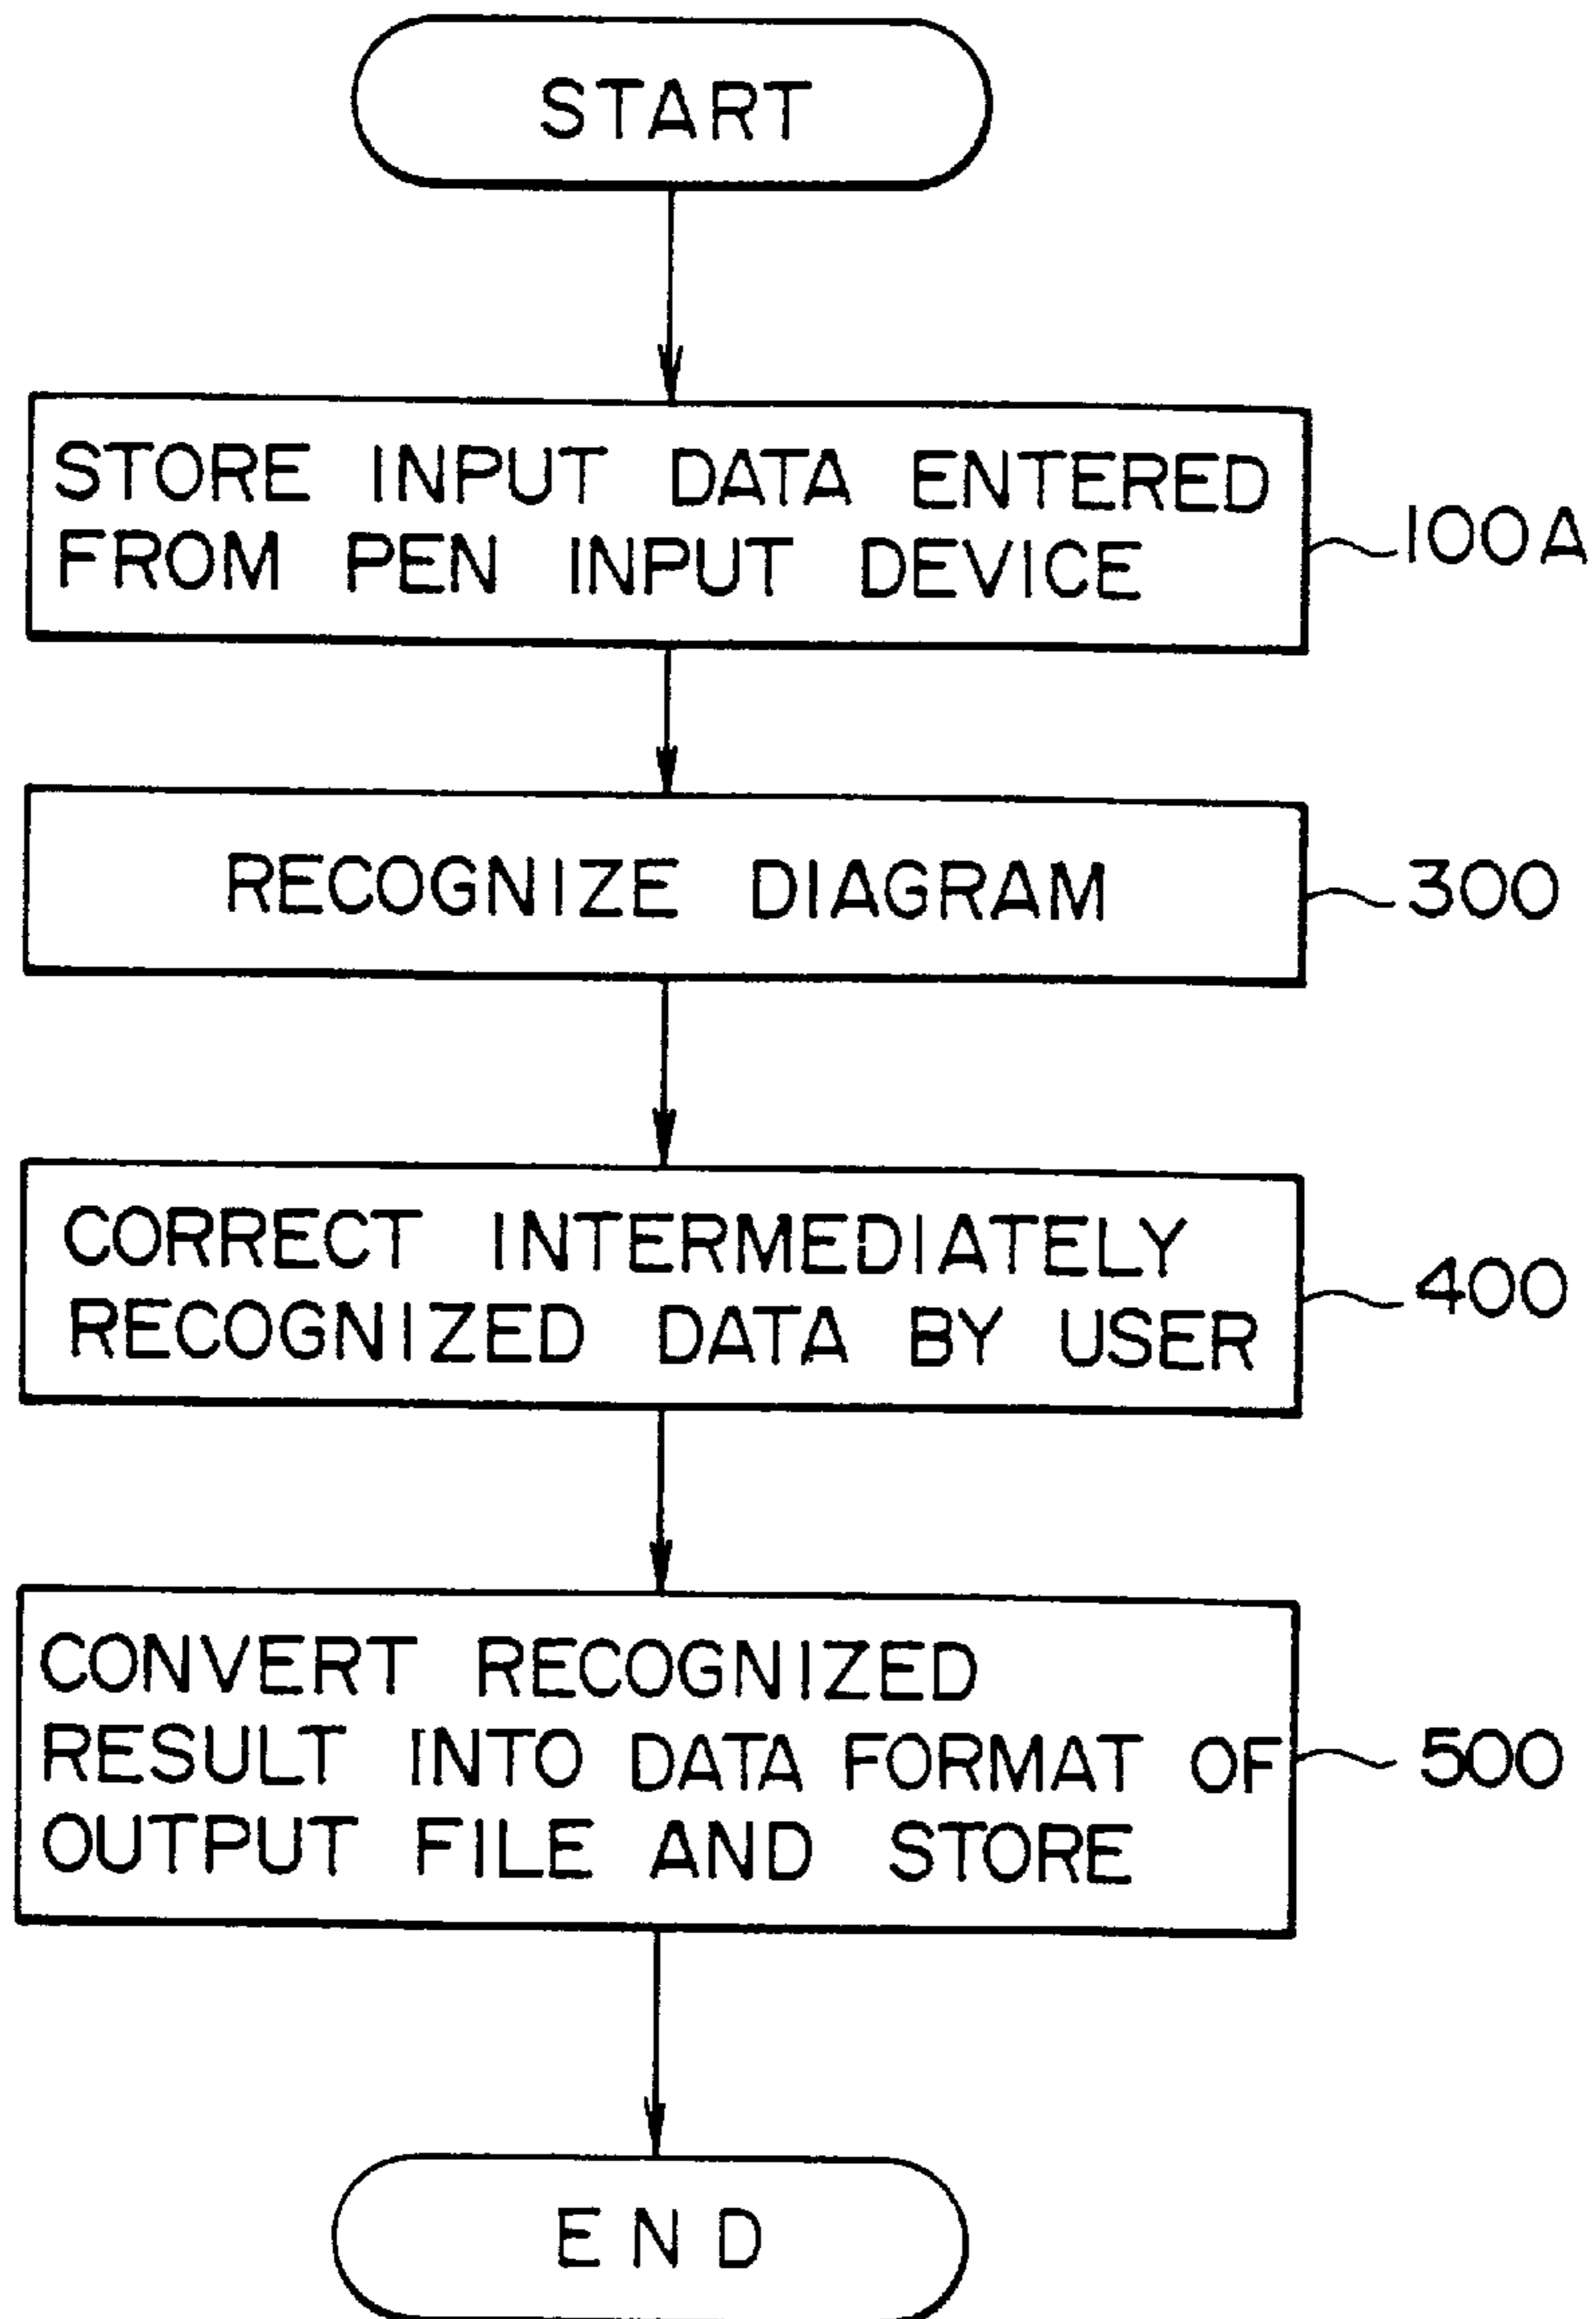 START
STORE INPUT DATA ENTERED
FROM PEN INPUT DEVICE
100A
RECOGNIZE DIAGRAM
300
CORRECT INTERMEDIATELY
RECOGNIZED DATA BY USER
400
CONVERT RECOGNIZED
RESULT INTO DATA FORMAT OF
OUTPUT FILE AND STORE
500
END